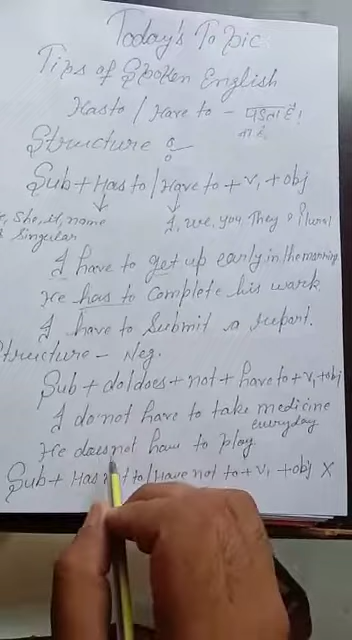 Today's Topic
Tips of Spoken English
Has to / Have to - पड़ता है।
ता है,
Structure :-
Sub + Has to / Have to + V1 + obj
He, She, it, name I, we, you, They & Plural
& Singular
I have to get up early in the morning
He has to complete his work.
I have to Submit a report.
Structure - Neg.
Sub + do/does + not + have to + V1 + obj
I do not have to take medicine
everyday
He does not have to play
Sub + Has not to / Have not to + V1 + obj X